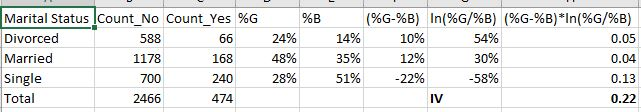 Marital Status Count_No Count_Yes %G %B (%G-%B) ln(%G/%B) (%G-%B)*ln(%G/%B)
Divorced 588 66 24% 14% 10% 54% 0.05
Married 1178 168 48% 35% 12% 30% 0.04
Single 700 240 28% 51% -22% -58% 0.13
Total 2466 474 IV 0.22